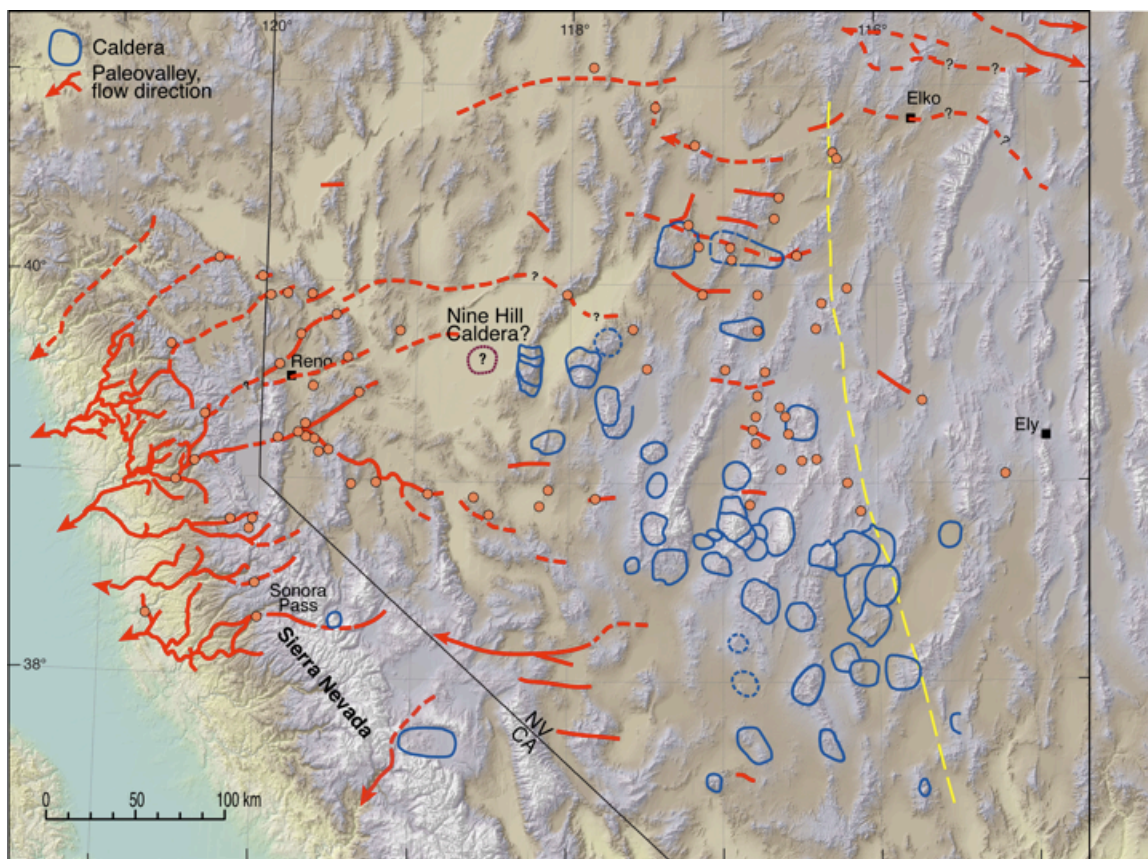 120°
118°
116°
Caldera
Paleovalley,
flow direction
?
?
Elko
?
?
40°
?
Nine Hill
Caldera?
?
?
Reno
?
Ely
Sonora
Pass
38°
Sierra Nevada
NV
CA
0 50 100 km